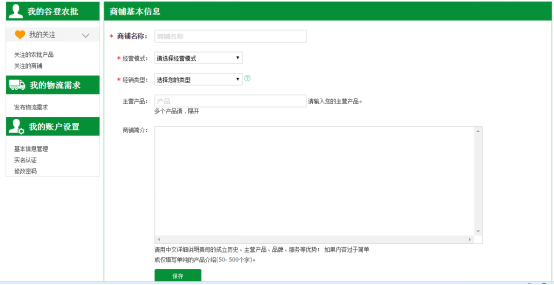 我的谷登农批
我的关注
关注的农批产品
关注的商铺
我的物流需求
发布物流需求
我的账户设置
基本信息管理
实名认证
修改密码
商铺基本信息
* 商铺名称： 商铺名称
* 经营模式： 请选择经营模式
* 经销类型： 选择您的类型
主营产品： 产品 请输入您的主营产品。
多个产品请，隔开
商铺简介：
请用中文详细说明贵司的成立历史、主营产品、品牌、服务等优势； 如果内容过于简单
或仅填写单纯的产品介绍(50- 500个字)。
保存